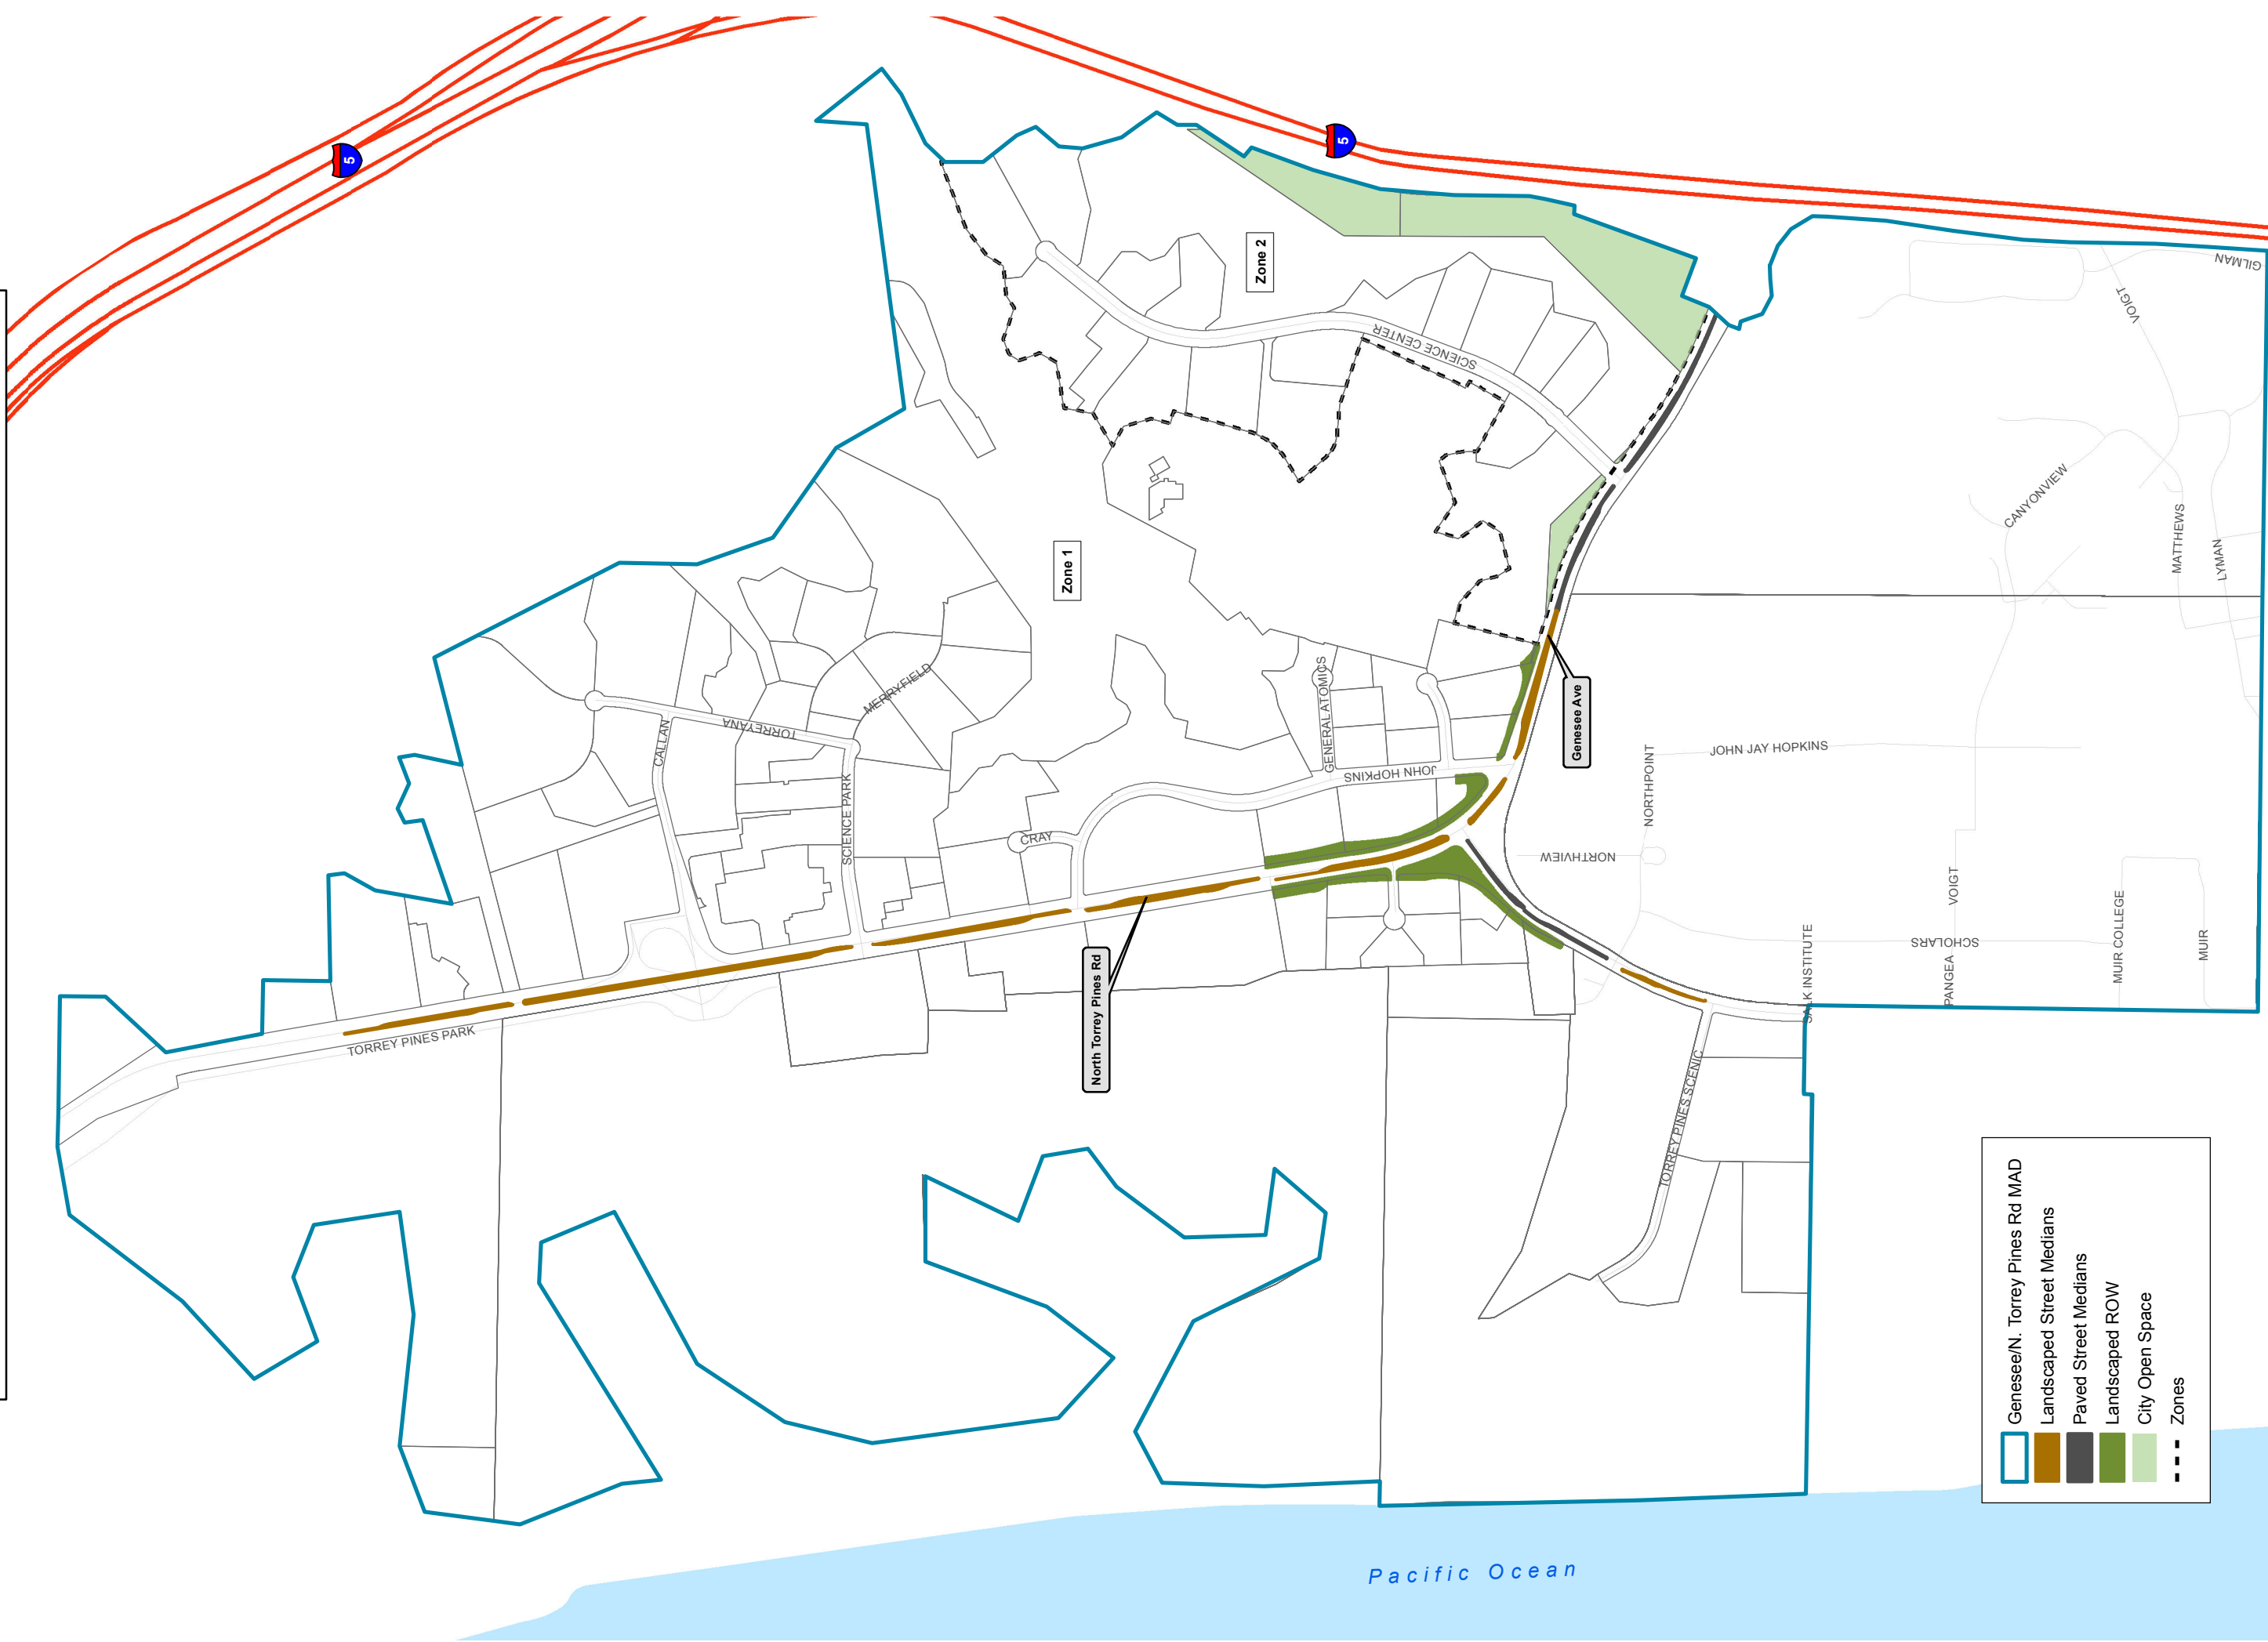 5
5
Zone 2
Zone 1
SCIENCE CENTER
GILMAN
VOIGT
CANYONVIEW
MATTHEWS
LYMAN
MERRYFIELD
TORREYANA
CALLAN
SCIENCE PARK
GENERAL ATOMICS
JOHN HOPKINS
CRAY
Genesee Ave
JOHN JAY HOPKINS
NORTHPOINT
NORTHVIEW
VOIGT
SCHOLARS
PANGEA
MUIR COLLEGE
MUIR
SALK INSTITUTE
North Torrey Pines Rd
TORREY PINES PARK
TORREY PINES SCENIC
Genesee/N. Torrey Pines Rd MAD
Landscaped Street Medians
Paved Street Medians
Landscaped ROW
City Open Space
Zones
Pacific Ocean